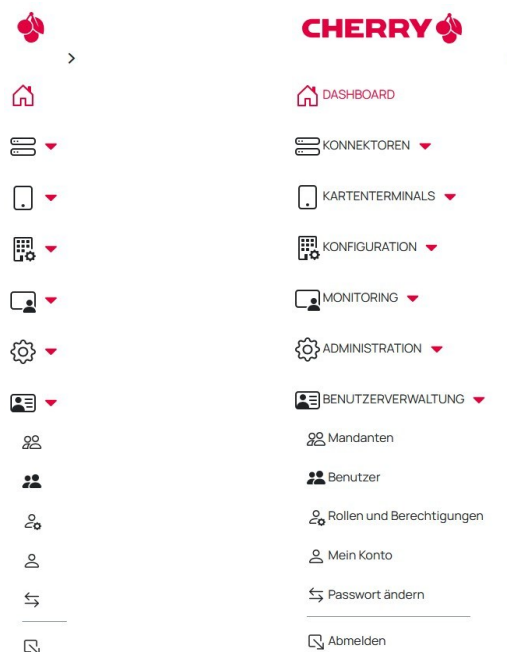 CHERRY
DASHBOARD
KONNEKTOREN
KARTENTERMINALS
KONFIGURATION
MONITORING
ADMINISTRATION
BENUTZERVERWALTUNG
Mandanten
Benutzer
Rollen und Berechtigungen
Mein Konto
Passwort ändern
Abmelden